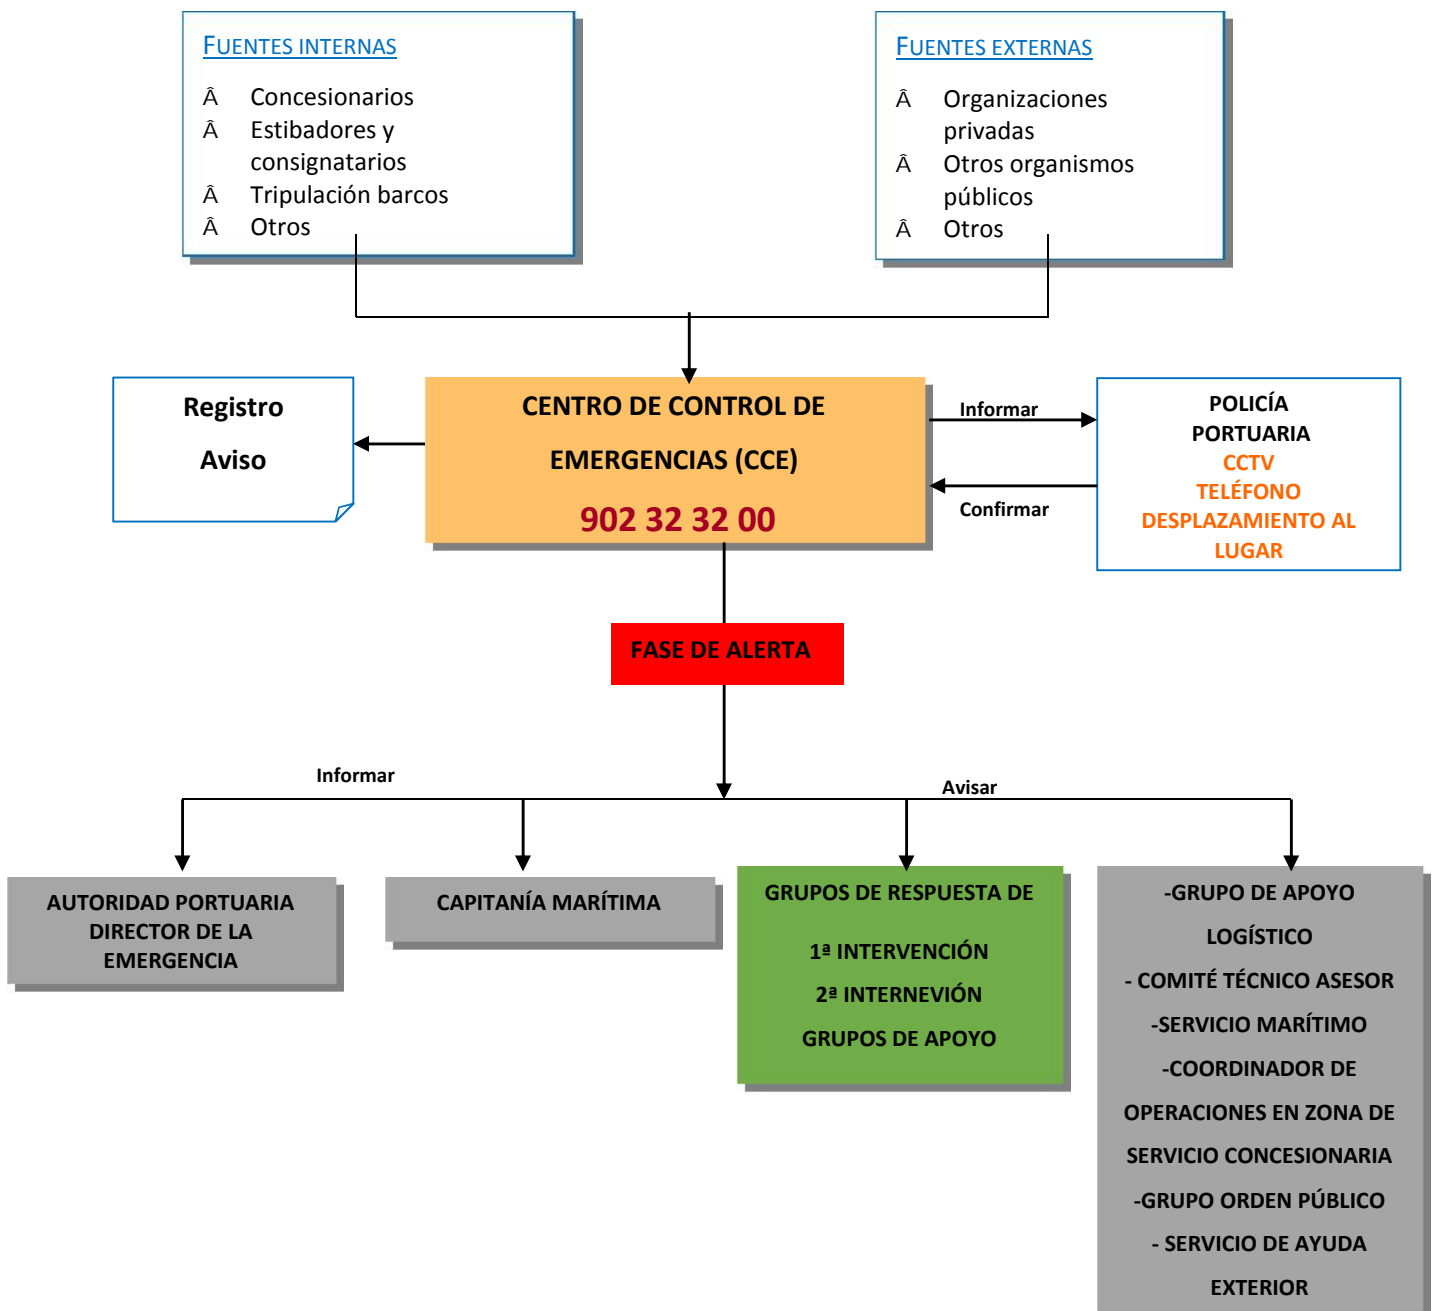 FUENTES INTERNAS
Â Concesionarios
Â Estibadores y
consignatarios
Â Tripulación barcos
Â Otros
FUENTES EXTERNAS
Â Organizaciones
privadas
Â Otros organismos
públicos
Â Otros
Registro
Aviso
CENTRO DE CONTROL DE
EMERGENCIAS (CCE)
902 32 32 00
Informar
Confirmar
POLICÍA
PORTUARIA
CCTV
TELÉFONO
DESPLAZAMIENTO AL
LUGAR
FASE DE ALERTA
Informar
Avisar
AUTORIDAD PORTUARIA
DIRECTOR DE LA
EMERGENCIA
CAPITANÍA MARÍTIMA
GRUPOS DE RESPUESTA DE
1ª INTERVENCIÓN
2ª INTERNEVIÓN
GRUPOS DE APOYO
-GRUPO DE APOYO
LOGÍSTICO
- COMITÉ TÉCNICO ASESOR
-SERVICIO MARÍTIMO
-COORDINADOR DE
OPERACIONES EN ZONA DE
SERVICIO CONCESIONARIA
-GRUPO ORDEN PÚBLICO
- SERVICIO DE AYUDA
EXTERIOR